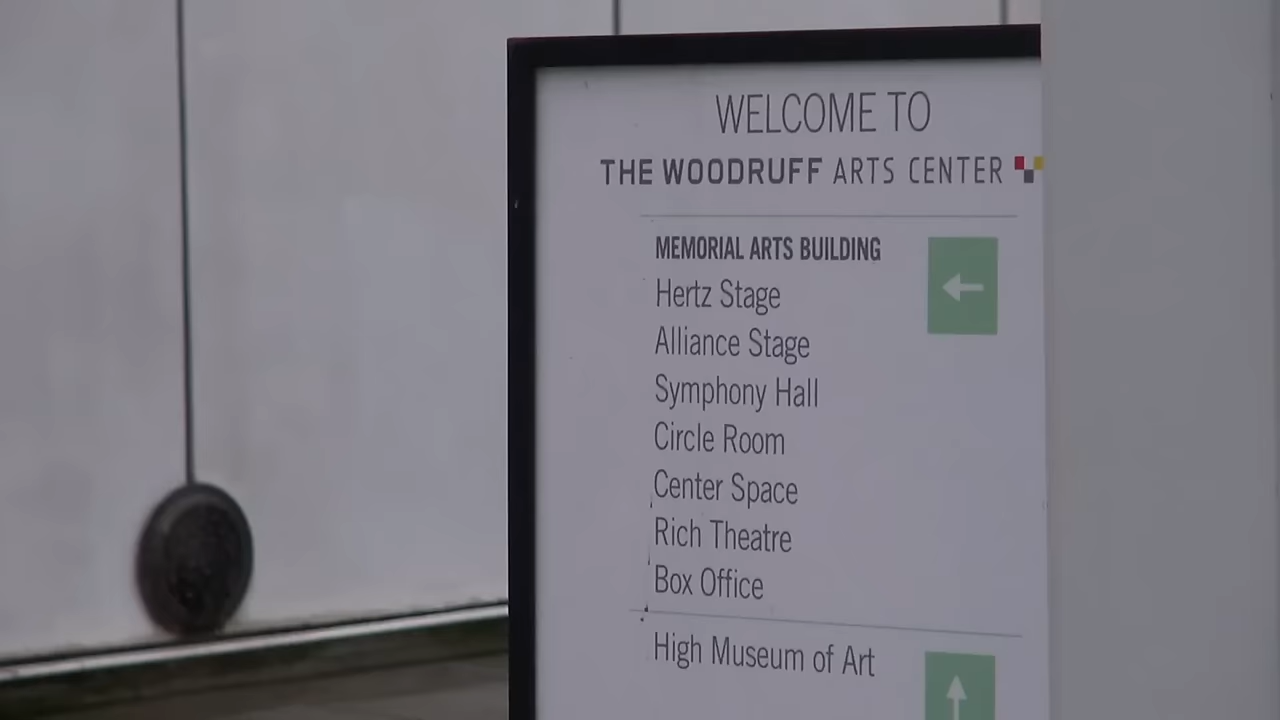 WELCOME TO
THE WOODRUFF ARTS CENTER
MEMORIAL ARTS BUILDING
Hertz Stage
Alliance Stage
Symphony Hall
Circle Room
Center Space
Rich Theatre
Box Office
High Museum of Art